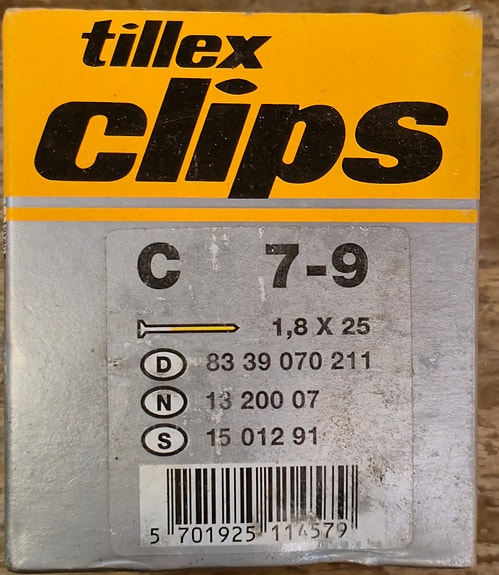 tillex
clips
C 7-9
1,8 X 25
D 83 39 070 211
N 13 200 07
S 15 012 91
5 701925 114579